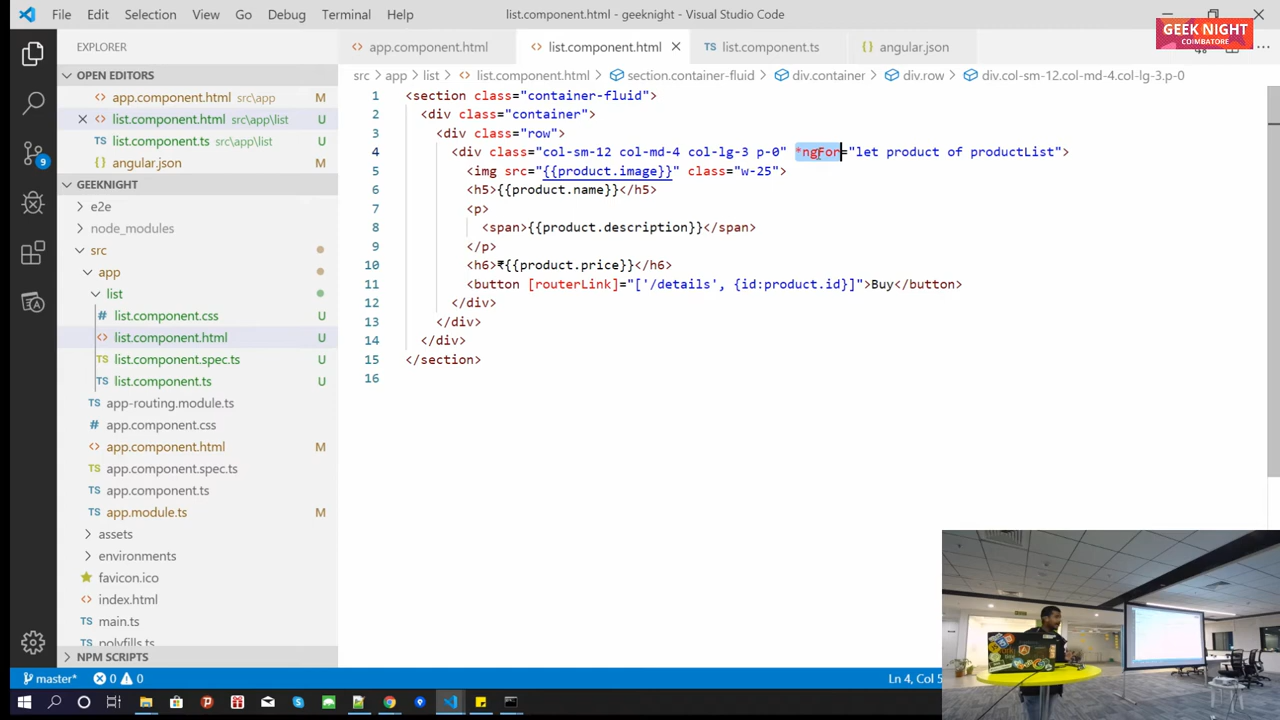 File Edit Selection View Go Debug Terminal Help
list.component.html - geeknight - Visual Studio Code
GEEK NIGHT
COIMBATORE
EXPLORER
OPEN EDITORS
app.component.html src\app M
list.component.html src\app\list U
list.component.ts src\app\list U
angular.json M
GEEKNIGHT
e2e
node_modules
src
app
list
list.component.css U
list.component.html U
list.component.spec.ts U
list.component.ts U
app-routing.module.ts
app.component.css
app.component.html M
app.component.spec.ts
app.component.ts
app.module.ts M
assets
environments
favicon.ico
index.html
main.ts
polyfills.ts
NPM SCRIPTS
9
app.component.html list.component.html list.component.ts angular.json
src > app > list > list.component.html > section.container-fluid > div.container > div.row > div.col-sm-12.col-md-4.col-lg-3.p-0
1 <section class="container-fluid">
2 <div class="container">
3 <div class="row">
4 <div class="col-sm-12 col-md-4 col-lg-3 p-0" *ngFor="let product of productList">
5 <img src="{{product.image}}" class="w-25">
6 <h5>{{product.name}}</h5>
7 <p>
8 <span>{{product.description}}</span>
9 </p>
10 <h6>₹{{product.price}}</h6>
11 <button [routerLink]="['/details', {id:product.id}]">Buy</button>
12 </div>
13 </div>
14 </div>
15 </section>
16
master* 0 0
Ln 4, Col 5